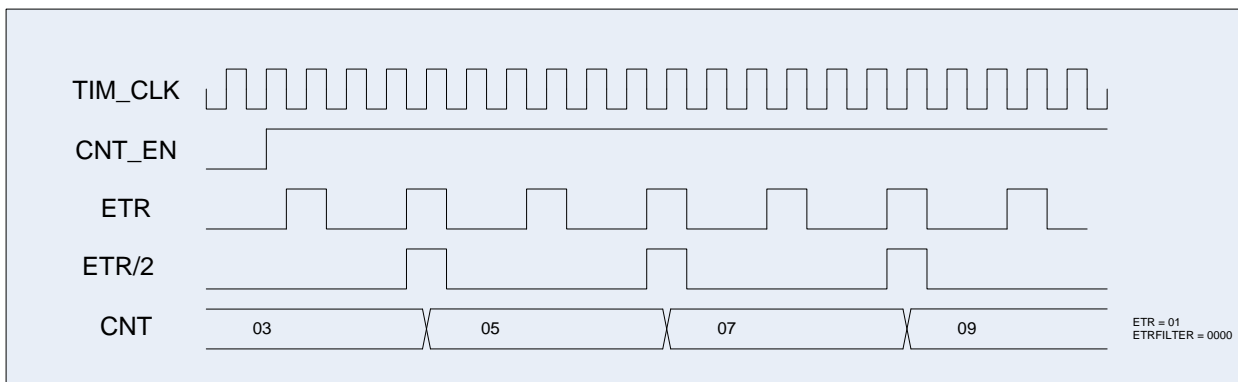 TIM_CLK
CNT_EN
ETR
ETR/2
CNT
03
05
07
09
ETR = 01
ETRFILTER = 0000